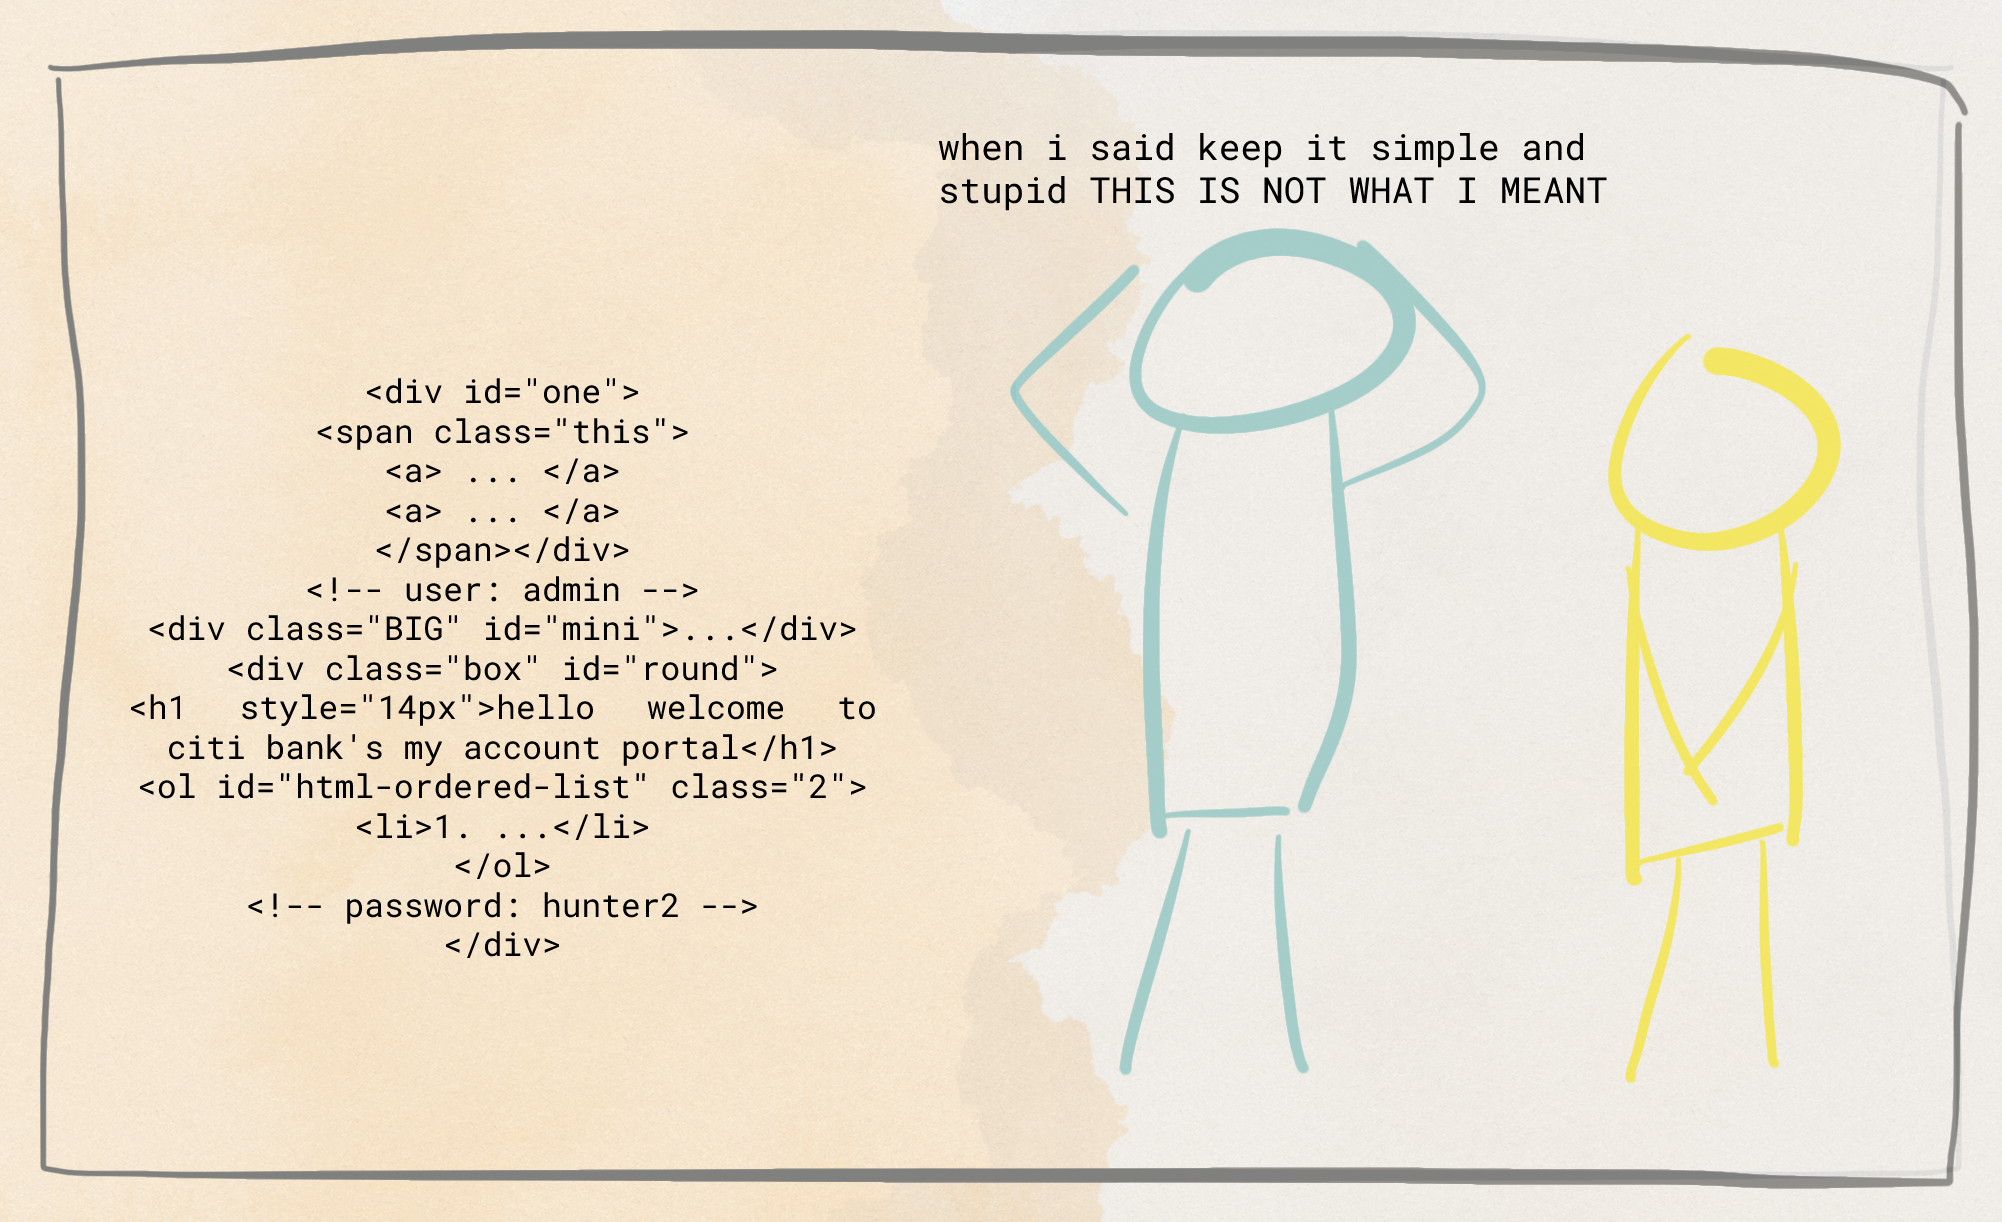 when i said keep it simple and
stupid THIS IS NOT WHAT I MEANT
<div id="one">
<span class="this">
<a> ... </a>
<a> ... </a>
</span></div>
<!-- user: admin -->
<div class="BIG" id="mini">...</div>
<div class="box" id="round">
<h1 style="14px">hello welcome to
citi bank's my account portal</h1>
<ol id="html-ordered-list" class="2">
<li>1. ...</li>
</ol>
<!-- password: hunter2 -->
</div>